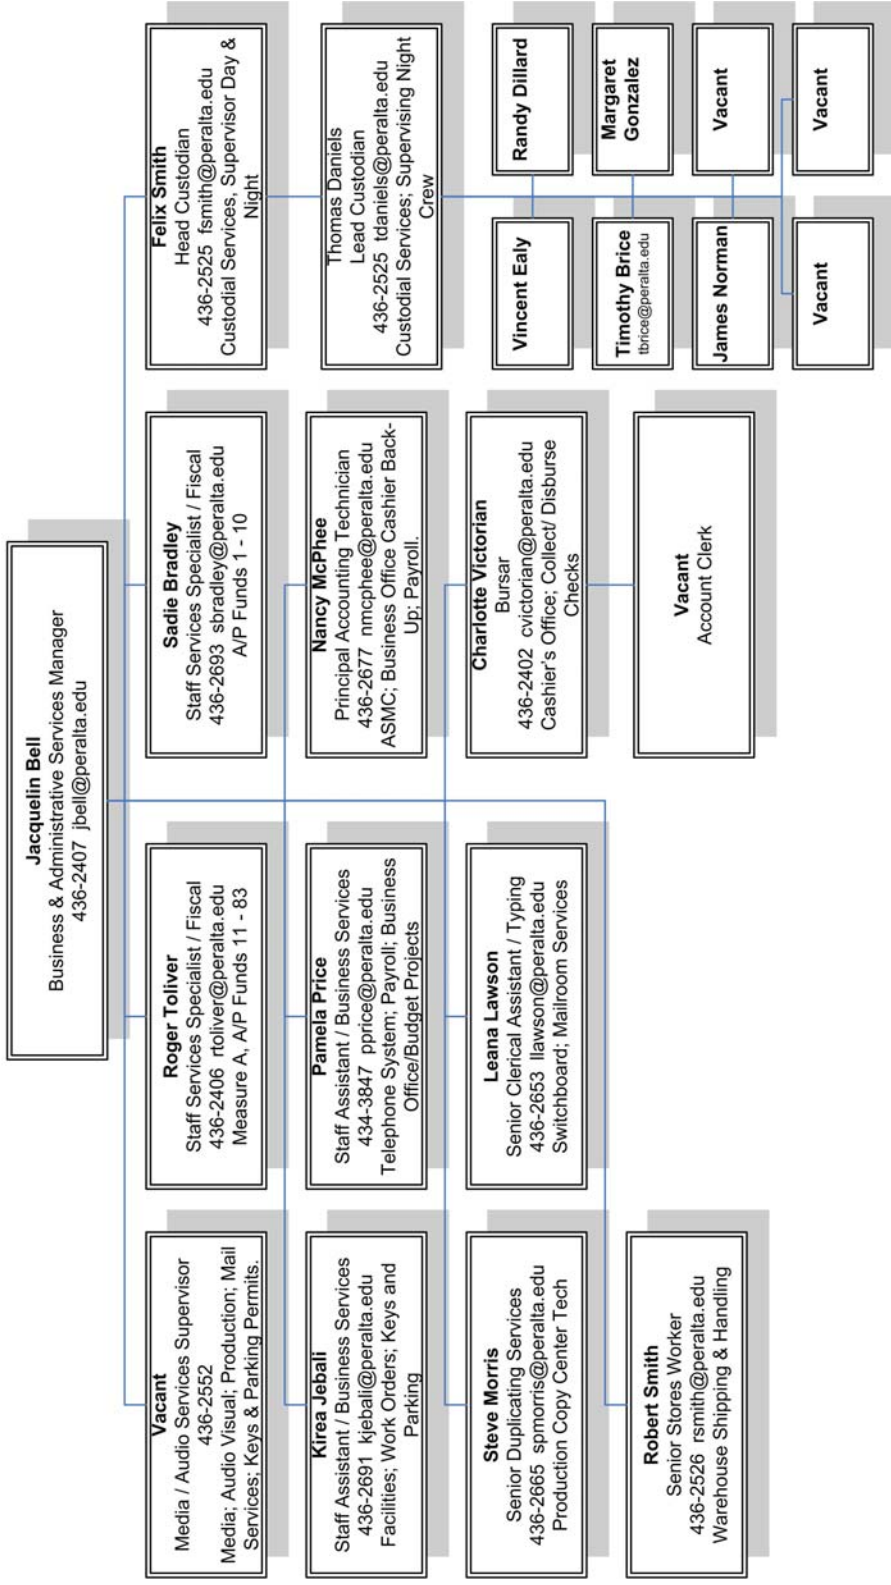 Jacquelin Bell
Business & Administrative Services Manager
436-2407 jbell@peralta.edu
Vacant
Media / Audio Services Supervisor
436-2552
Media; Audio Visual; Production; Mail
Services; Keys & Parking Permits.
Roger Toliver
Staff Services Specialist / Fiscal
436-2406 rtoliver@peralta.edu
Measure A, A/P Funds 11 - 83
Sadie Bradley
Staff Services Specialist / Fiscal
436-2693 sbradley@peralta.edu
A/P Funds 1 - 10
Felix Smith
Head Custodian
436-2525 fsmith@peralta.edu
Custodial Services, Supervisor Day &
Night
Kirea Jebali
Staff Assistant / Business Services
436-2691 kjebali@peralta.edu
Facilities; Work Orders; Keys and
Parking
Pamela Price
Staff Assistant / Business Services
434-3847 pprice@peralta.edu
Telephone System; Payroll; Business
Office/Budget Projects
Nancy McPhee
Principal Accounting Technician
436-2677 nmcphee@peralta.edu
ASMC; Business Office Cashier Back-
Up; Payroll.
Thomas Daniels
Lead Custodian
436-2525 tdaniels@peralta.edu
Custodial Services; Supervising Night
Crew
Steve Morris
Senior Duplicating Services
436-2665 spmorris@peralta.edu
Production Copy Center Tech
Leana Lawson
Senior Clerical Assistant / Typing
436-2653 llawson@peralta.edu
Switchboard; Mailroom Services
Charlotte Victorian
Bursar
436-2402 cvictorian@peralta.edu
Cashier's Office; Collect/ Disburse
Checks
Vincent Ealy
Randy Dillard
Timothy Brice
tbrice@peralta.edu
Margaret
Gonzalez
Robert Smith
Senior Stores Worker
436-2526 rsmith@peralta.edu
Warehouse Shipping & Handling
Vacant
Account Clerk
James Norman
Vacant
Vacant
Vacant